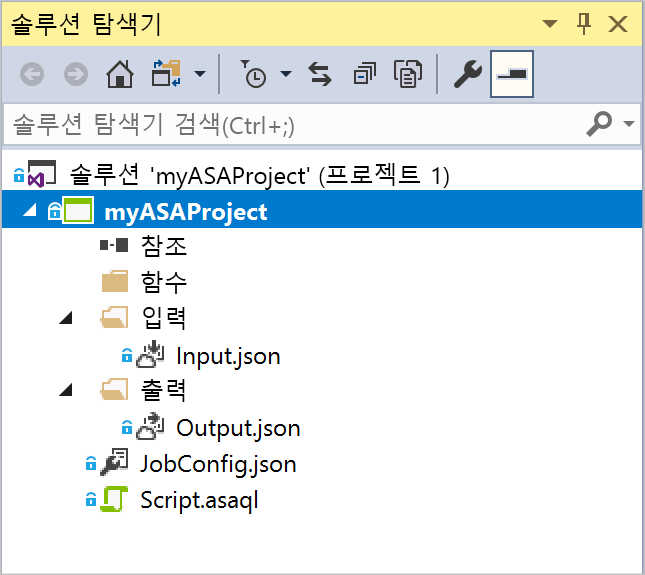 솔루션 탐색기
솔루션 탐색기 검색(Ctrl+;)
솔루션 'myASAProject' (프로젝트 1)
myASAProject
참조
함수
입력
Input.json
출력
Output.json
JobConfig.json
Script.asaql